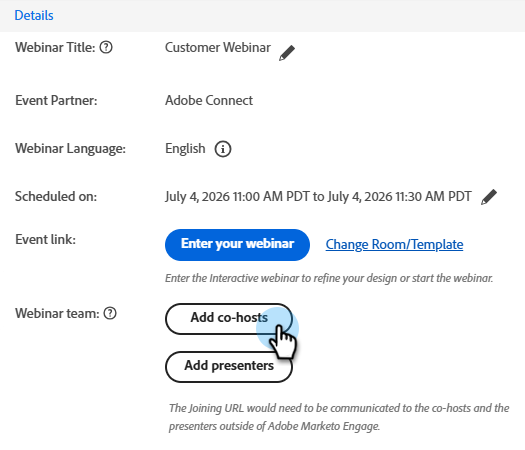 Details
Webinar Title: Customer Webinar
Event Partner: Adobe Connect
Webinar Language: English
Scheduled on: July 4, 2026 11:00 AM PDT to July 4, 2026 11:30 AM PDT
Event link: Enter your webinar Change Room/Template
Enter the Interactive webinar to refine your design or start the webinar.
Webinar team: Add co-hosts
Add presenters
The Joining URL would need to be communicated to the co-hosts and the
presenters outside of Adobe Marketo Engage.